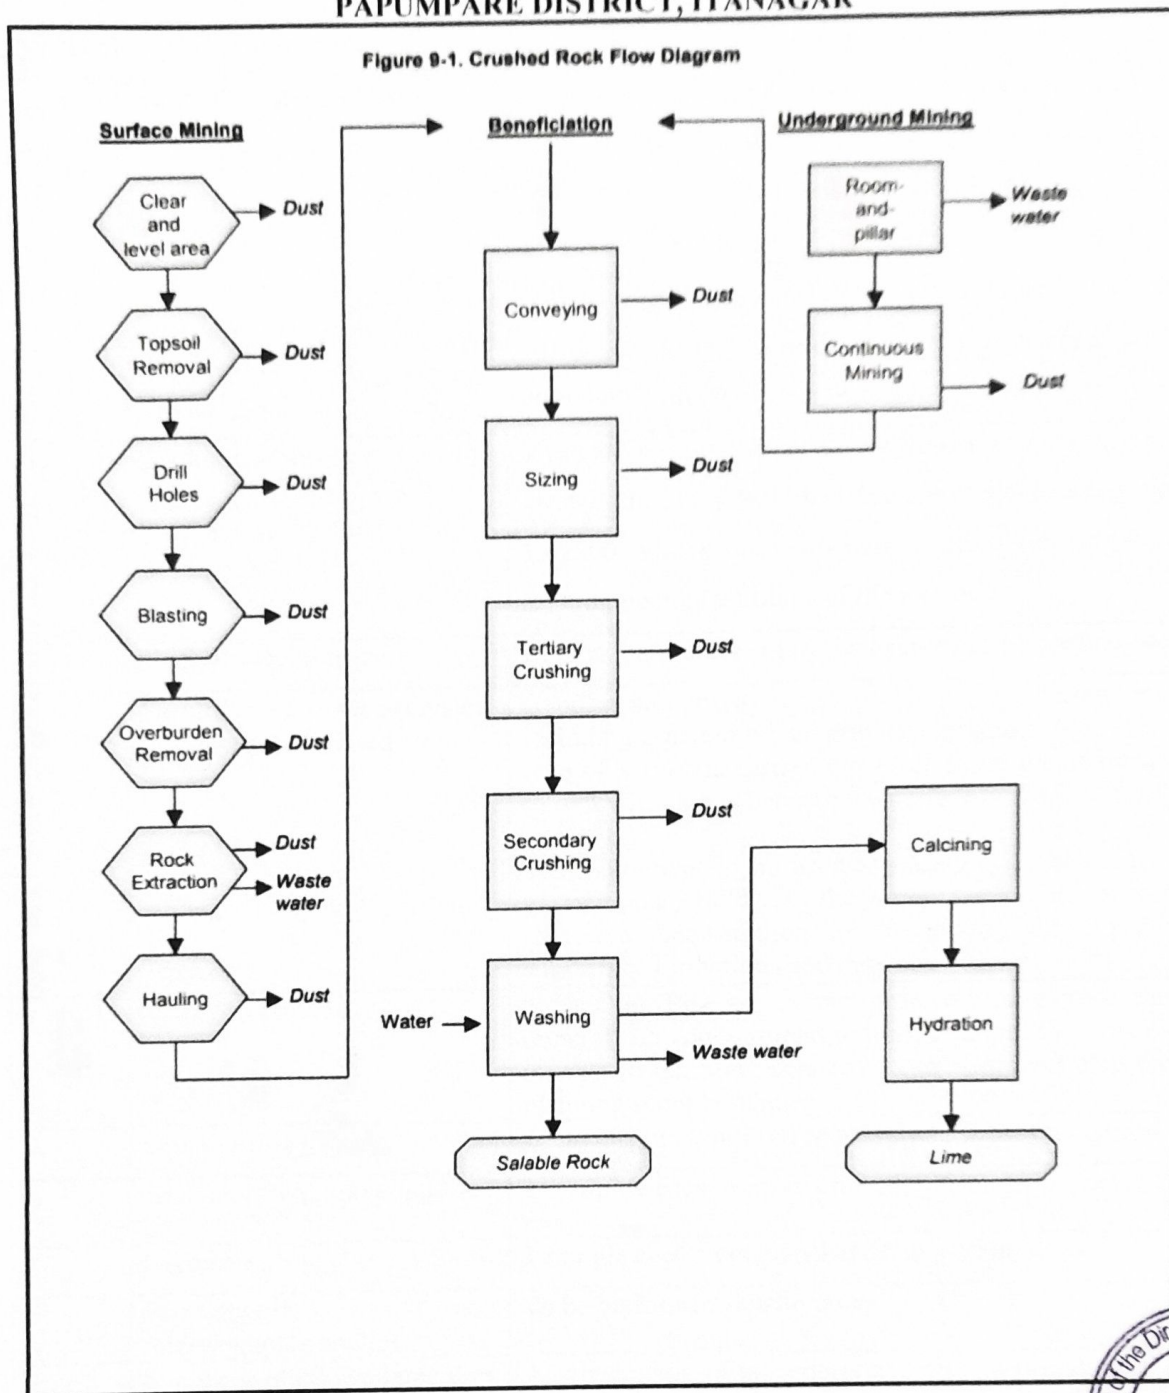 PAPUMPARE DISTRICT, ITANAGAR
Figure 9-1. Crushed Rock Flow Diagram
Surface Mining
Clear
and
level area
Dust
Topsoil
Removal
Dust
Drill
Holes
Dust
Blasting
Dust
Overburden
Removal
Dust
Rock
Extraction
Dust
Waste
water
Hauling
Dust
Beneficiation
Conveying
Dust
Sizing
Dust
Tertiary
Crushing
Dust
Secondary
Crushing
Dust
Water
Washing
Waste water
Salable Rock
Underground Mining
Room-
and-
pillar
Waste
water
Continuous
Mining
Dust
Calcining
Hydration
Lime
of the Dir